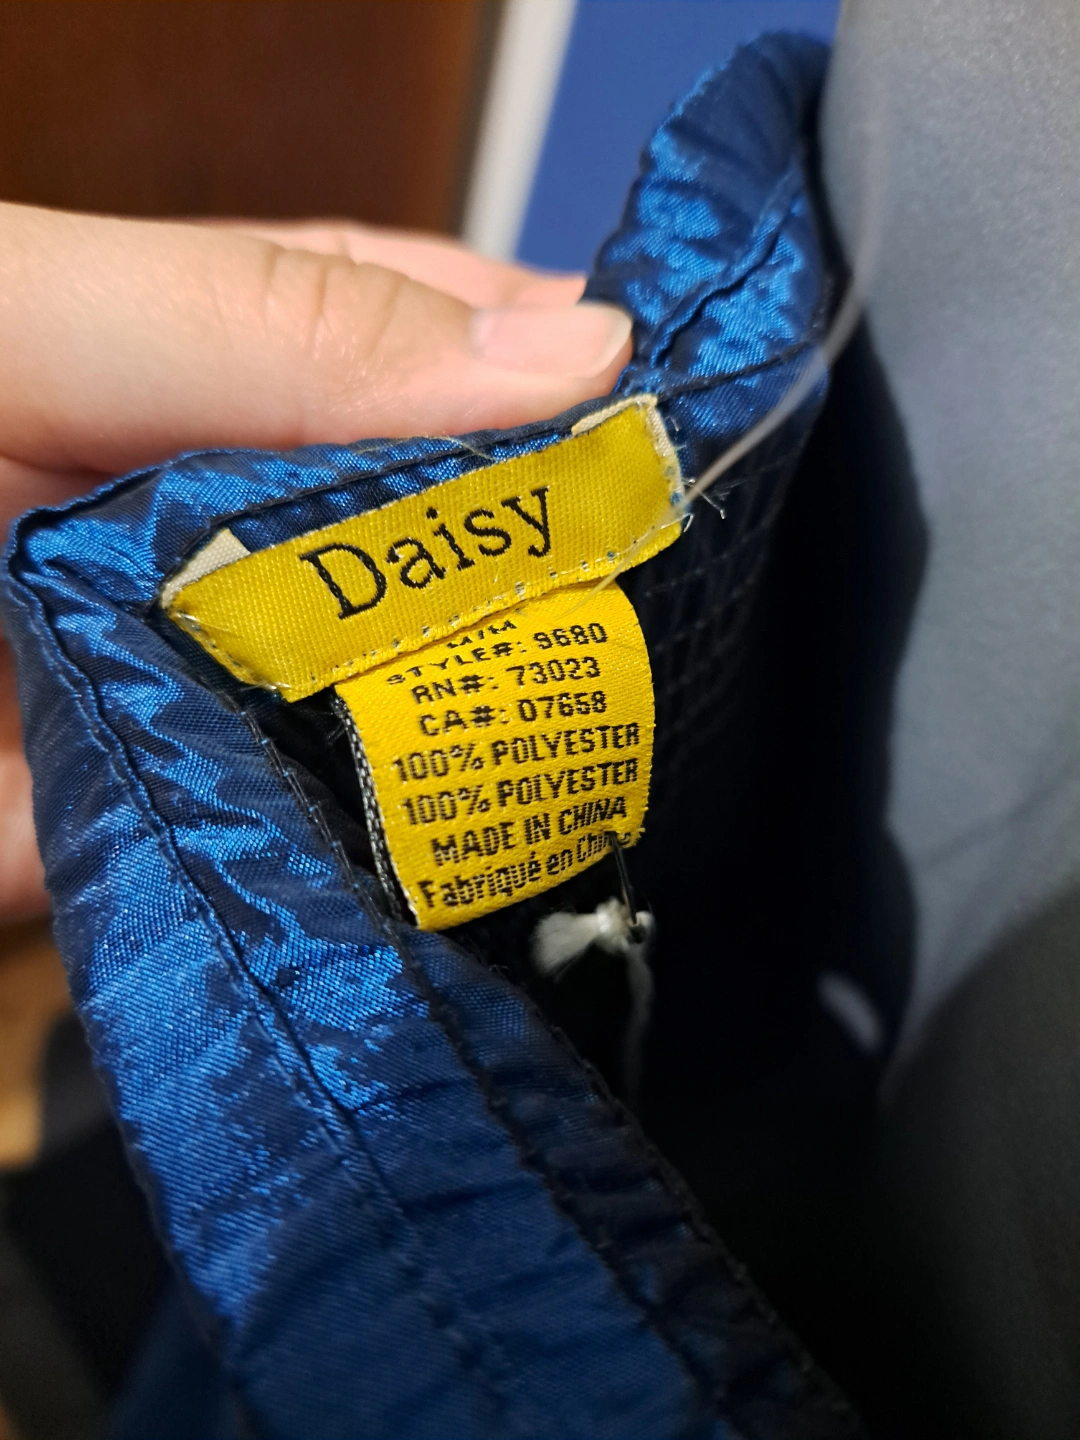 Daisy
M/M
STYLE#: 9680
RN#: 73023
CA#: 07658
100% POLYESTER
100% POLYESTER
MADE IN CHINA
Fabriqué en Chine